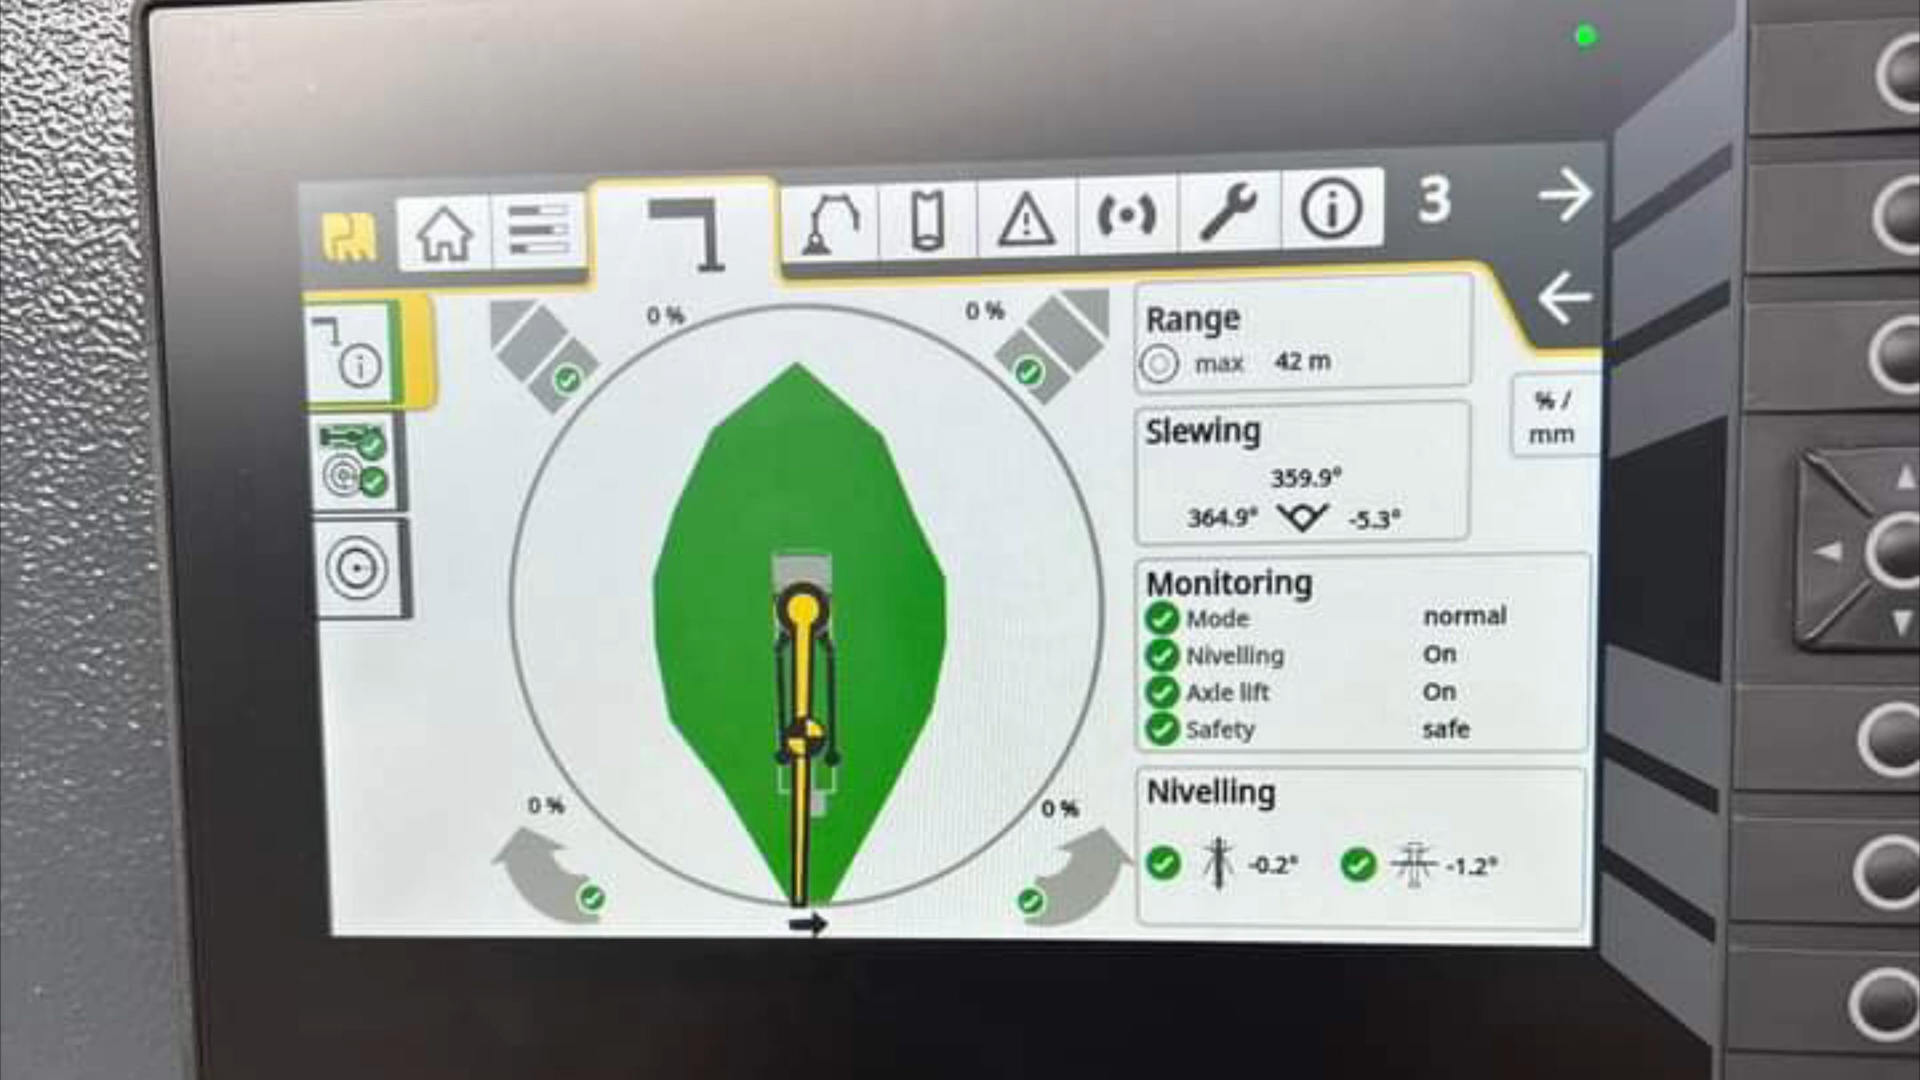 3
0 %
0 %
Range
max 42 m
% /
mm
Slewing
359.9°
364.9° -5.3°
Monitoring
Mode normal
Nivelling On
Axle lift On
Safety safe
0 %
0 %
Nivelling
-0.2° -1.2°